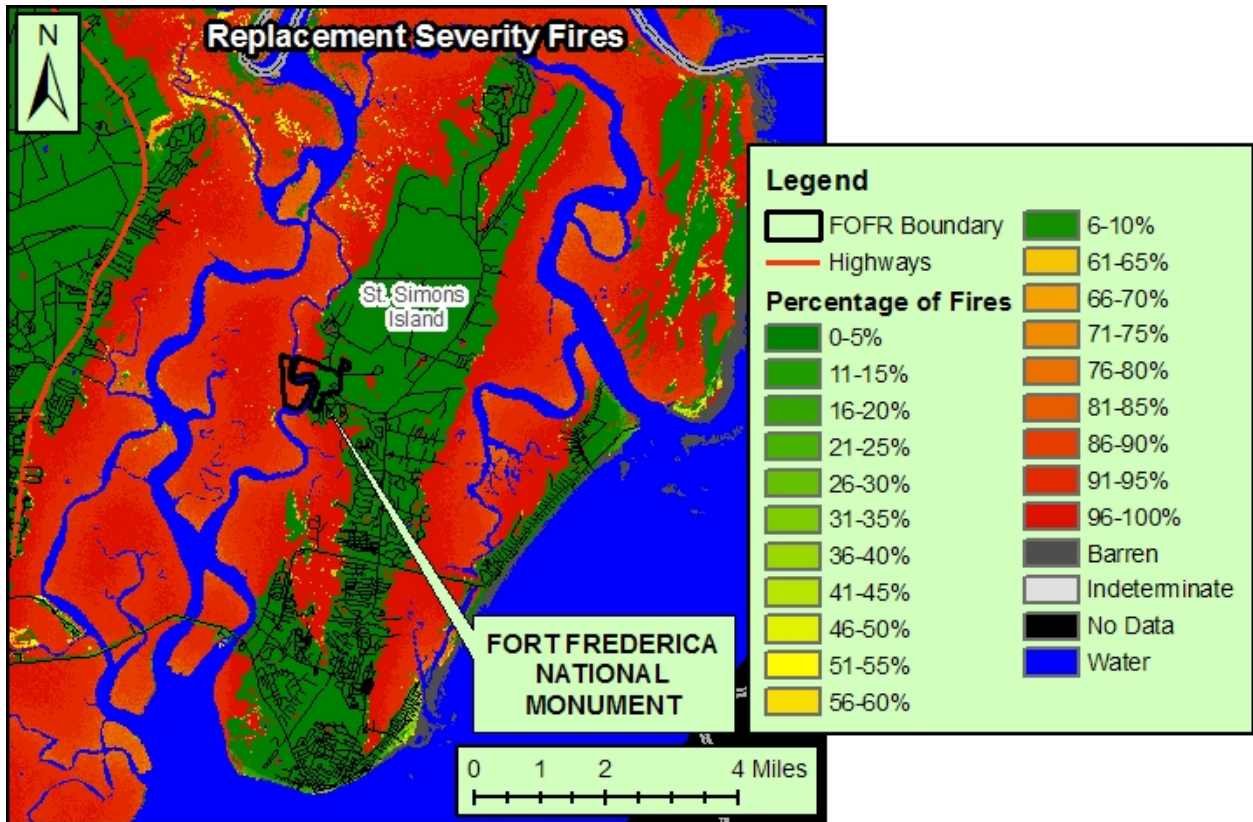 Replacement Severity Fires
N
St. Simons
Island
FORT FREDERICA
NATIONAL
MONUMENT
0 1 2 4 Miles
Legend
FOFR Boundary
Highways
Percentage of Fires
0-5%
11-15%
16-20%
21-25%
26-30%
31-35%
36-40%
41-45%
46-50%
51-55%
56-60%
6-10%
61-65%
66-70%
71-75%
76-80%
81-85%
86-90%
91-95%
96-100%
Barren
Indeterminate
No Data
Water